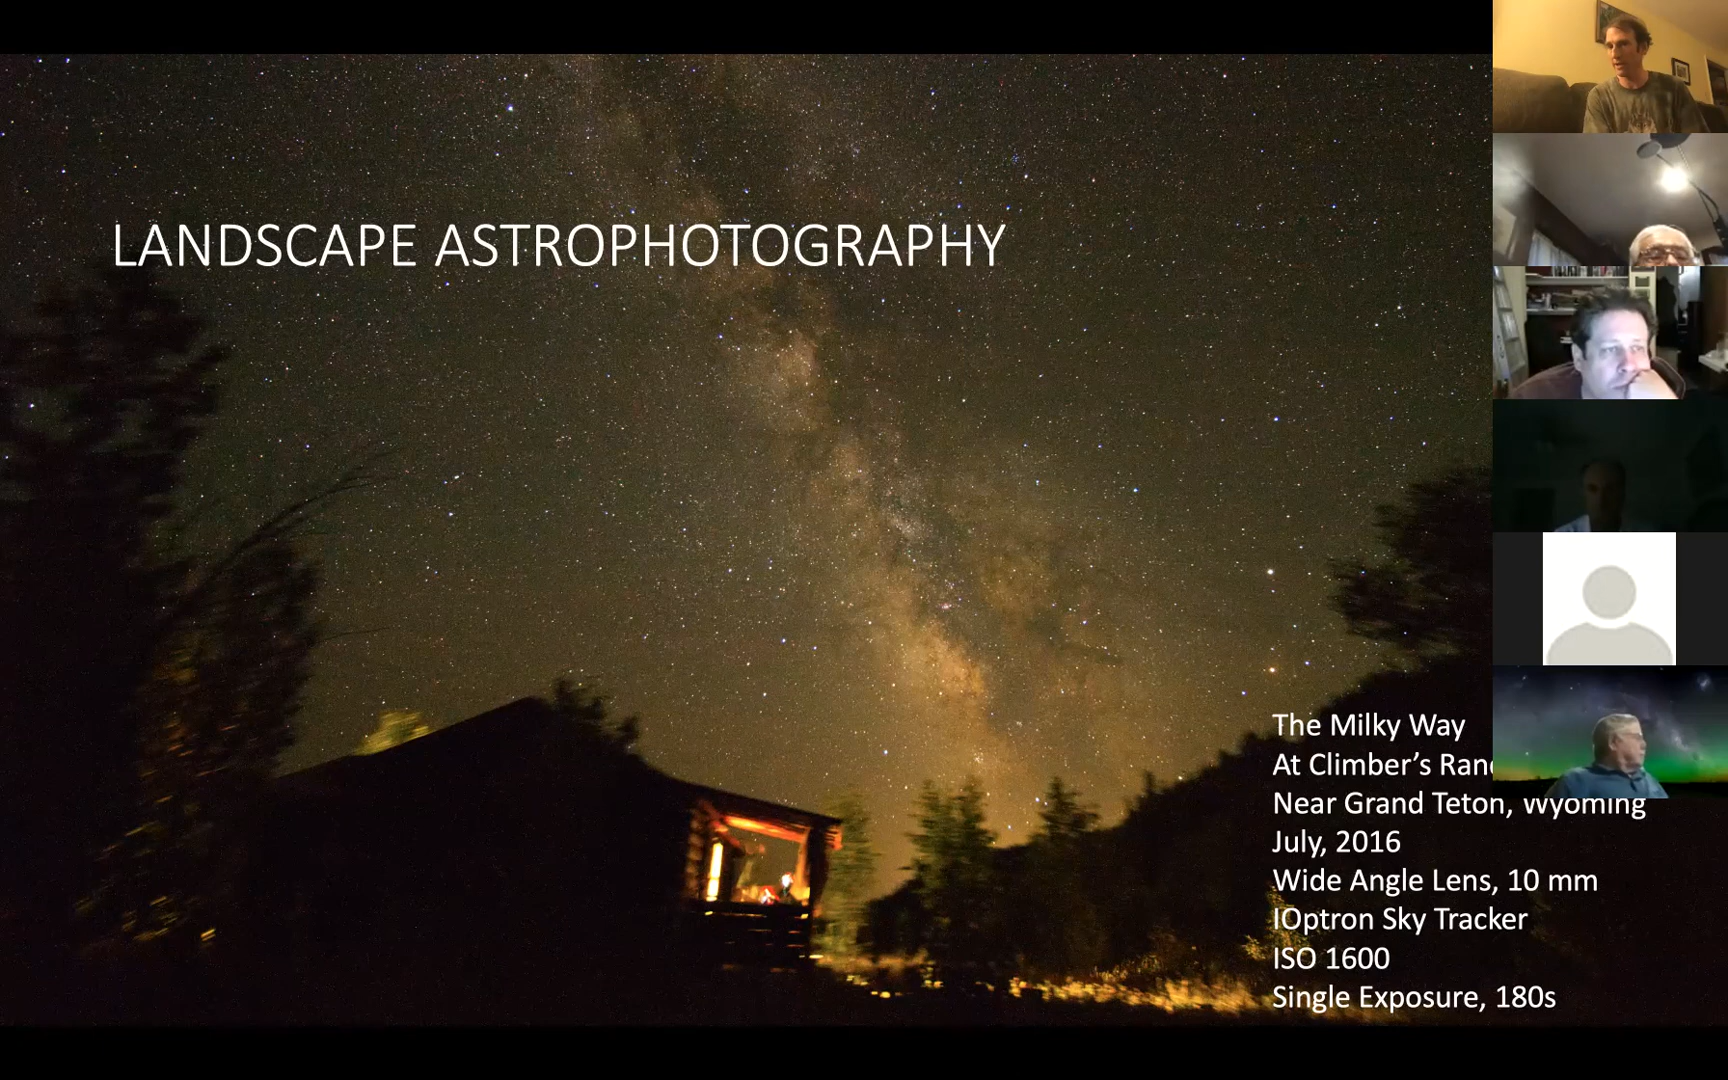 LANDSCAPE ASTROPHOTOGRAPHY
The Milky Way
At Climber's
Near Grand Teton, Wyoming
July, 2016
Wide Angle Lens, 10 mm
IOptron Sky Tracker
ISO 1600
Single Exposure, 180s